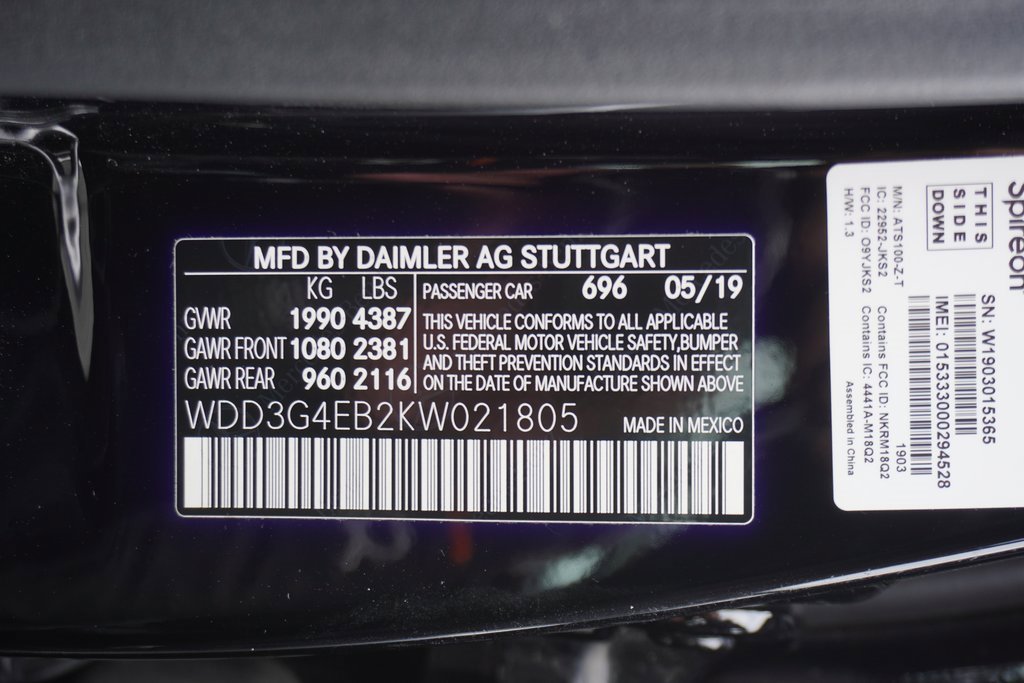 MFD BY DAIMLER AG STUTTGART
KG LBS
GVWR 1990 4387
GAWR FRONT 1080 2381
GAWR REAR 960 2116
PASSENGER CAR 696 05/19
THIS VEHICLE CONFORMS TO ALL APPLICABLE
U.S. FEDERAL MOTOR VEHICLE SAFETY,BUMPER
AND THEFT PREVENTION STANDARDS IN EFFECT
ON THE DATE OF MANUFACTURE SHOWN ABOVE
WDD3G4EB2KW021805 MADE IN MEXICO
Spireon
THIS
SIDE
DOWN
SN: W1903015365
IMEI: 015333000294528
1903
M/N: ATS100-Z-T
IC: 22952-JKS2 Contains FCC ID: NKRM18Q2
FCC ID: O9YJKS2 Contains IC: 4441A-M18Q2
H/W: 1.3 Assembled in China